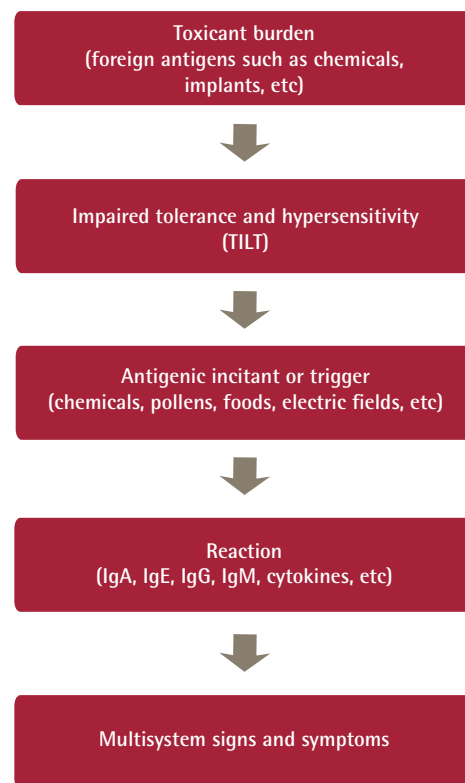 Toxicant burden
(foreign antigens such as chemicals,
implants, etc)
Impaired tolerance and hypersensitivity
(TILT)
Antigenic incitant or trigger
(chemicals, pollens, foods, electric fields, etc)
Reaction
(IgA, IgE, IgG, IgM, cytokines, etc)
Multisystem signs and symptoms